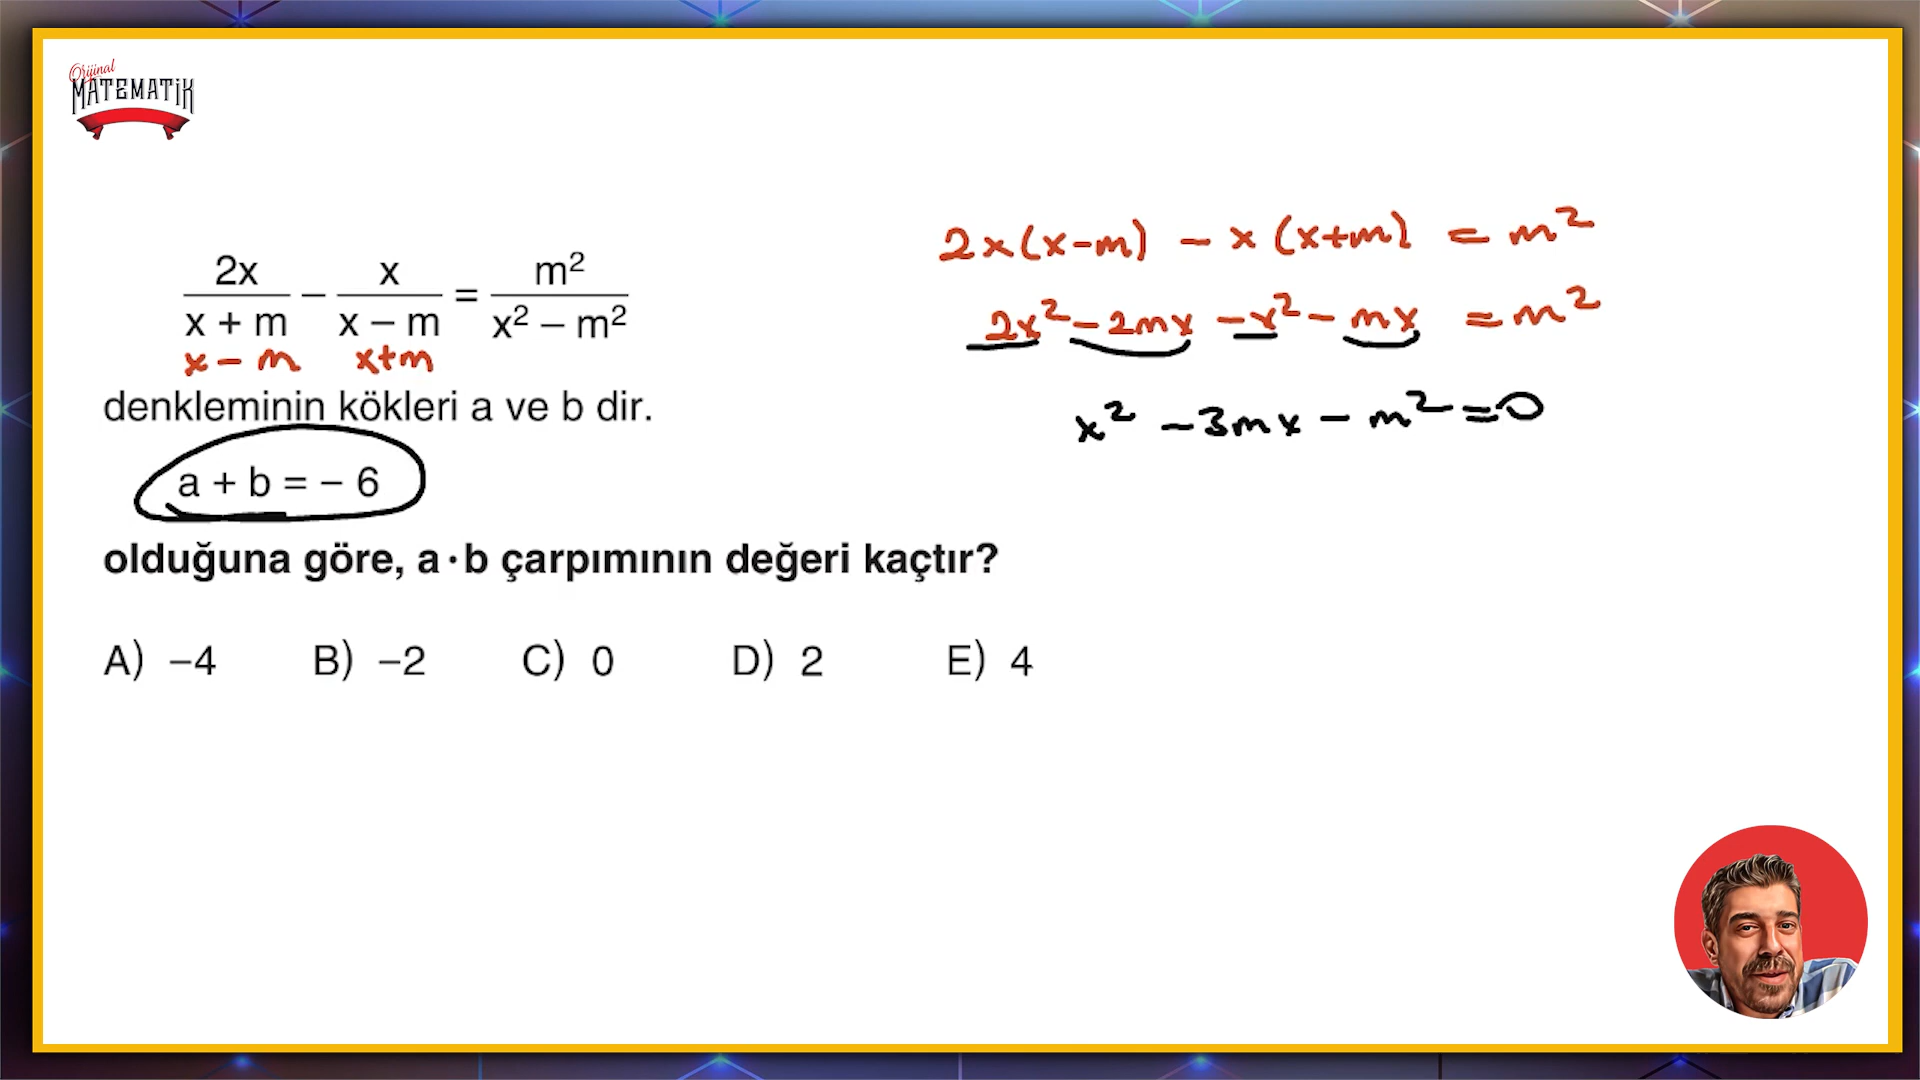 Orijinal
MATEMATİK
2x/(x + m) − x/(x − m) = m²/(x² − m²)
x − m x+m
denkleminin kökleri a ve b dir.
a + b = − 6
olduğuna göre, a · b çarpımının değeri kaçtır?
A) −4 B) −2 C) 0 D) 2 E) 4
2x(x-m) - x(x+m) = m²
2x² - 2mx - x² - mx = m²
x² - 3mx - m² = 0